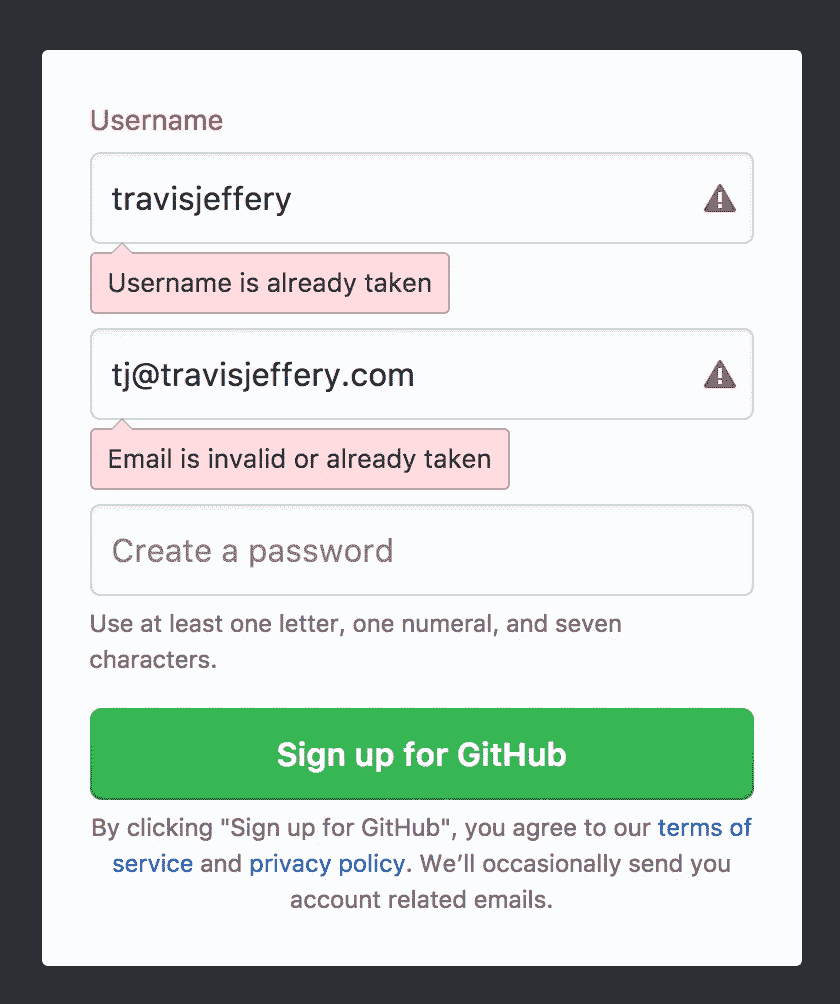 Username
travisjeffery
Username is already taken
tj@travisjeffery.com
Email is invalid or already taken
Create a password
Use at least one letter, one numeral, and seven
characters.
Sign up for GitHub
By clicking "Sign up for GitHub", you agree to our terms of
service and privacy policy. We’ll occasionally send you
account related emails.